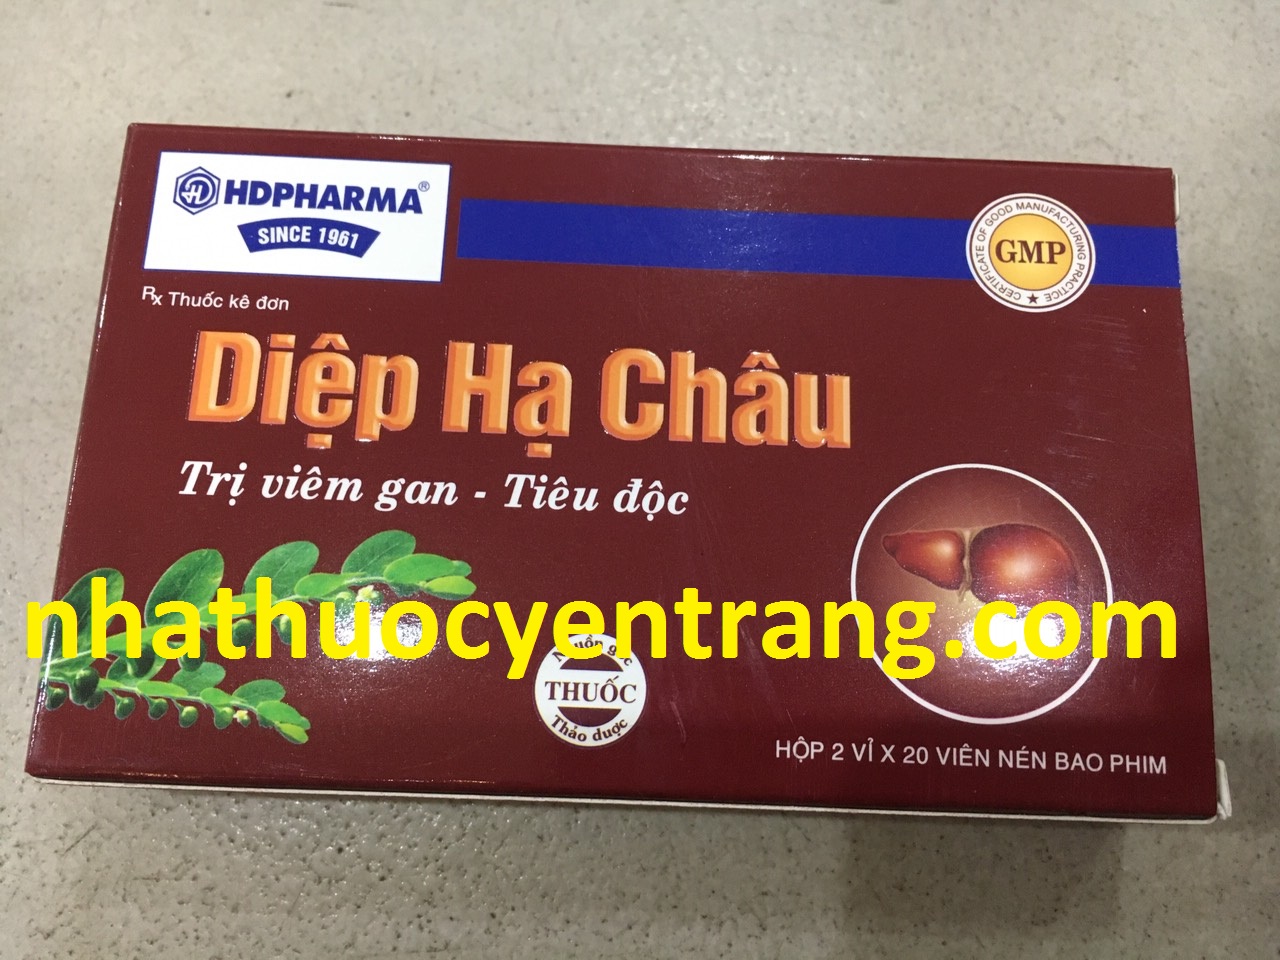 HDPHARMA®
SINCE 1961
CERTIFICATE OF GOOD MANUFACTURING PRACTICE
GMP
Rx Thuốc kê đơn
Diệp Hạ Châu
Trị viêm gan - Tiêu độc
nhathuocyentrang.com
gốc
THUỐC
Thảo dược
HỘP 2 VỈ X 20 VIÊN NÉN BAO PHIM